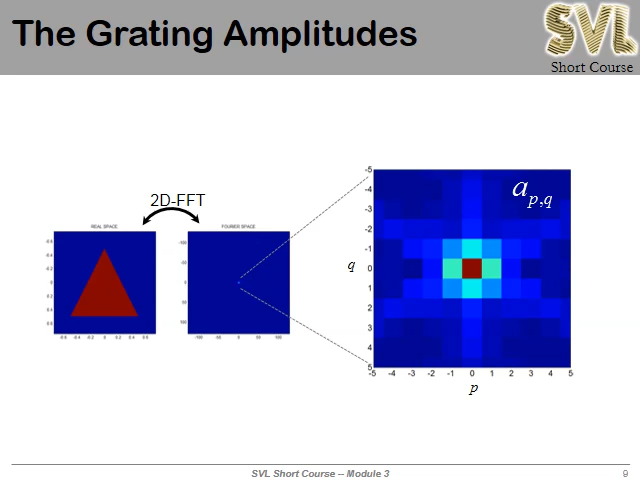 The Grating Amplitudes
SVL
Short Course
2D-FFT
REAL SPACE
FOURIER SPACE
a p,q
-5
-4
-3
-2
-1
0
1
2
3
4
5
q
-5 -4 -3 -2 -1 0 1 2 3 4 5
p
SVL Short Course – Module 3
9